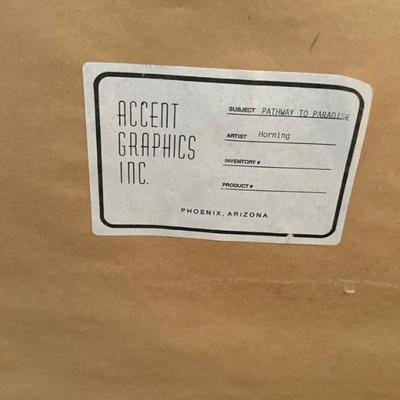 ACCENT
GRAPHICS
INC.
SUBJECT PATHWAY TO PARADISE
ARTIST Horning
INVENTORY #
PRODUCT #
PHOENIX, ARIZONA